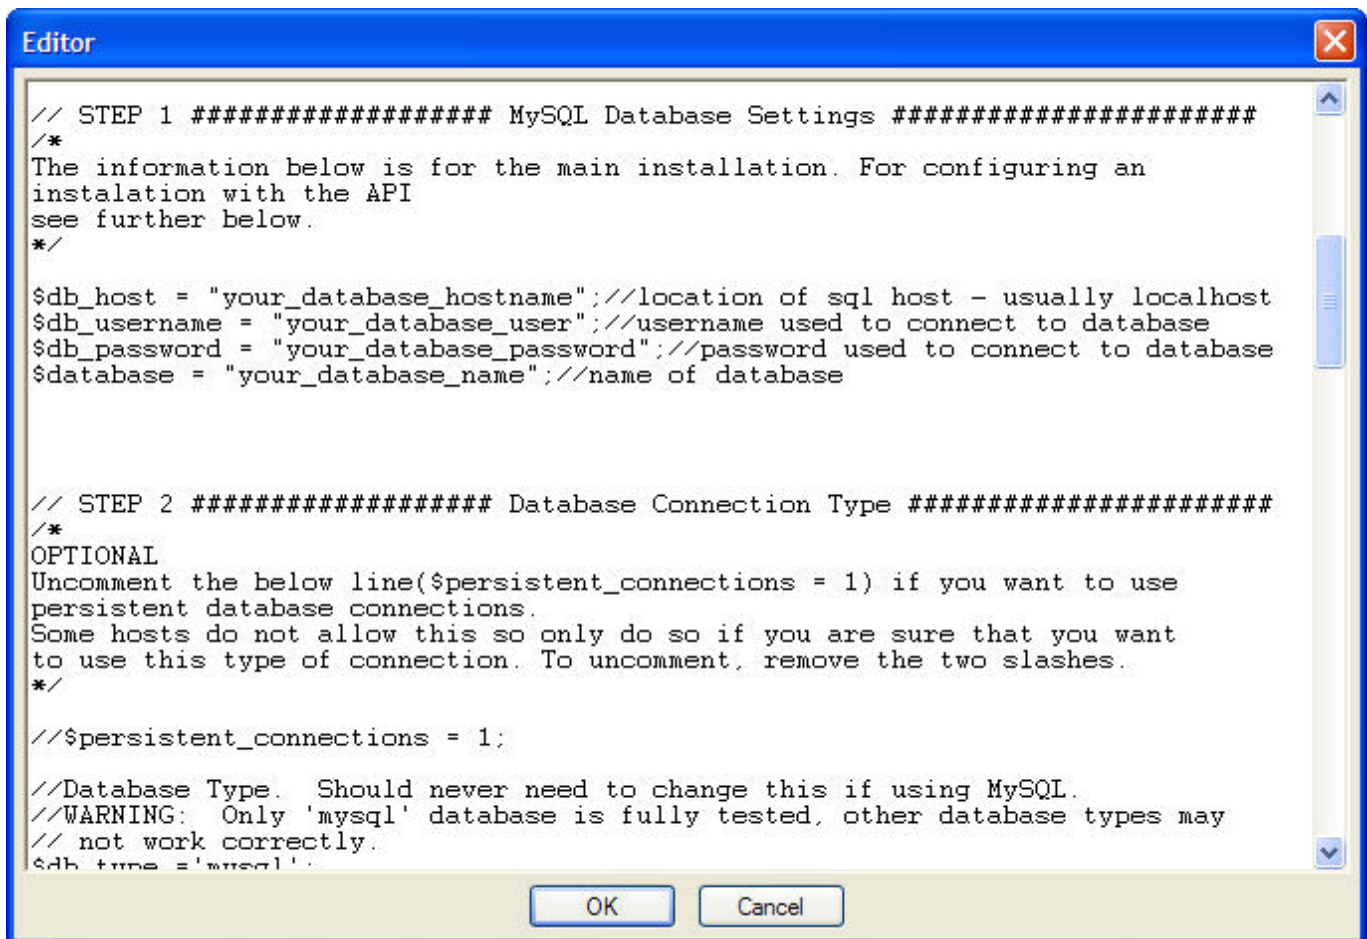 Editor
// STEP 1 ################### MySQL Database Settings #######################
/*
The information below is for the main installation. For configuring an
instalation with the API
see further below.
*/
$db_host = "your_database_hostname";//location of sql host - usually localhost
$db_username = "your_database_user";//username used to connect to database
$db_password = "your_database_password";//password used to connect to database
$database = "your_database_name";//name of database
// STEP 2 ################### Database Connection Type #######################
/*
OPTIONAL
Uncomment the below line($persistent_connections = 1) if you want to use
persistent database connections.
Some hosts do not allow this so only do so if you are sure that you want
to use this type of connection. To uncomment, remove the two slashes.
*/
//$persistent_connections = 1;
//Database Type.  Should never need to change this if using MySQL.
//WARNING:  Only 'mysql' database is fully tested, other database types may
// not work correctly.
$db_type ='mysql';
OK
Cancel